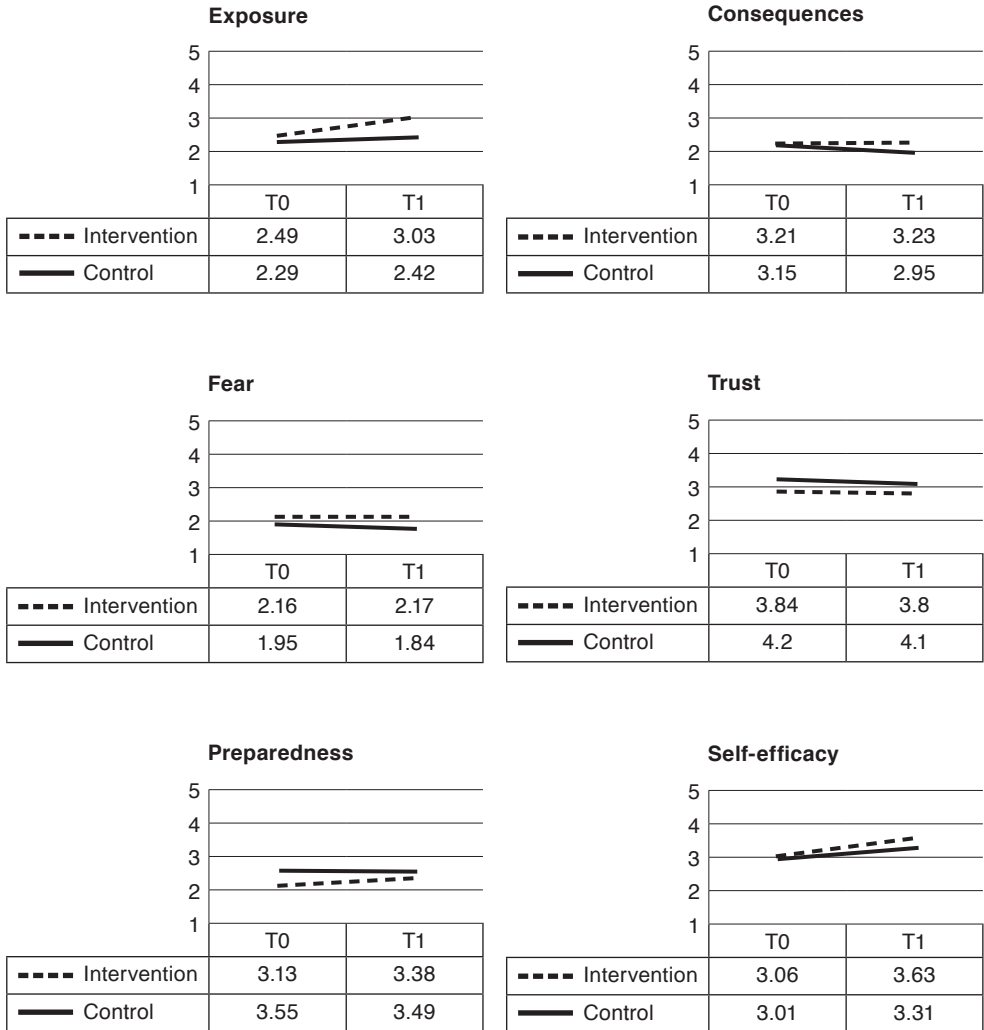 Exposure
5
4
3
2
1
T0 T1
Intervention 2.49 3.03
Control 2.29 2.42
Consequences
5
4
3
2
1
T0 T1
Intervention 3.21 3.23
Control 3.15 2.95
Fear
5
4
3
2
1
T0 T1
Intervention 2.16 2.17
Control 1.95 1.84
Trust
5
4
3
2
1
T0 T1
Intervention 3.84 3.8
Control 4.2 4.1
Preparedness
5
4
3
2
1
T0 T1
Intervention 3.13 3.38
Control 3.55 3.49
Self-efficacy
5
4
3
2
1
T0 T1
Intervention 3.06 3.63
Control 3.01 3.31